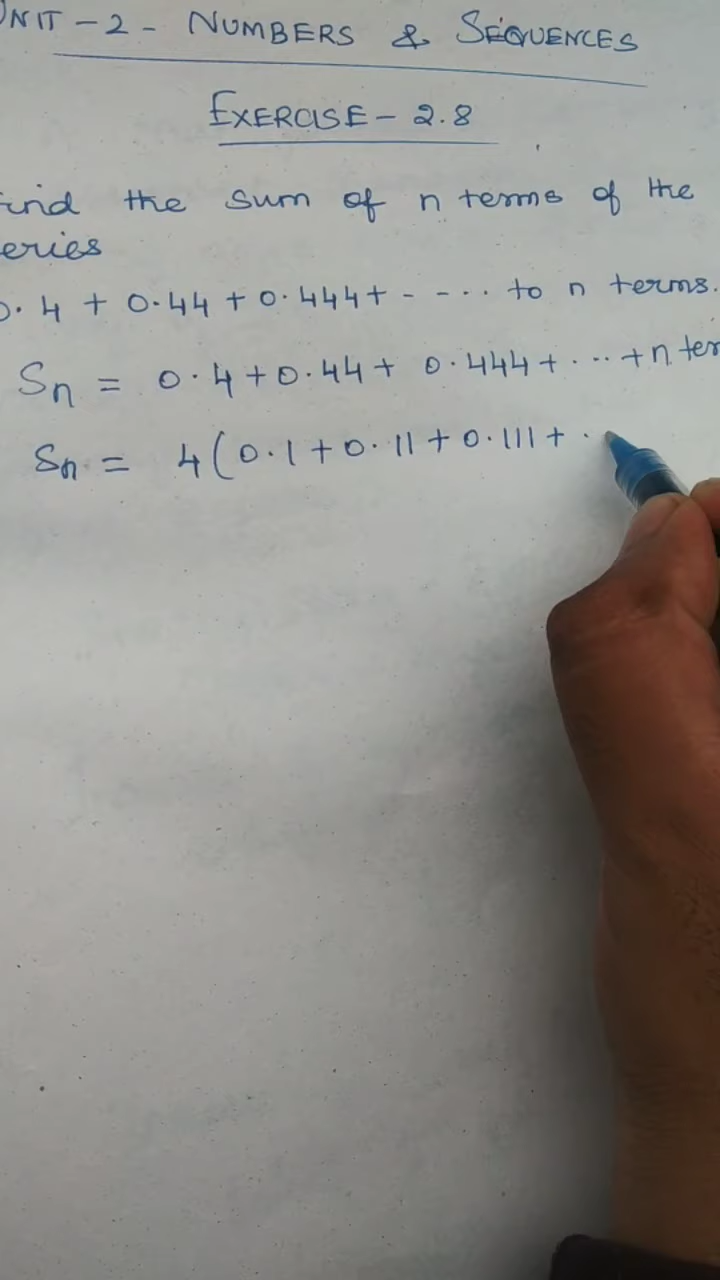 UNIT - 2 - NUMBERS & SEQUENCES
EXERCISE - 2.8
Find the sum of n terms of the
series
0.4 + 0.44 + 0.444 + - - ... to n terms.
Sn = 0.4 + 0.44 + 0.444 + ... + n ter
Sn = 4(0.1 + 0.11 + 0.111 + .